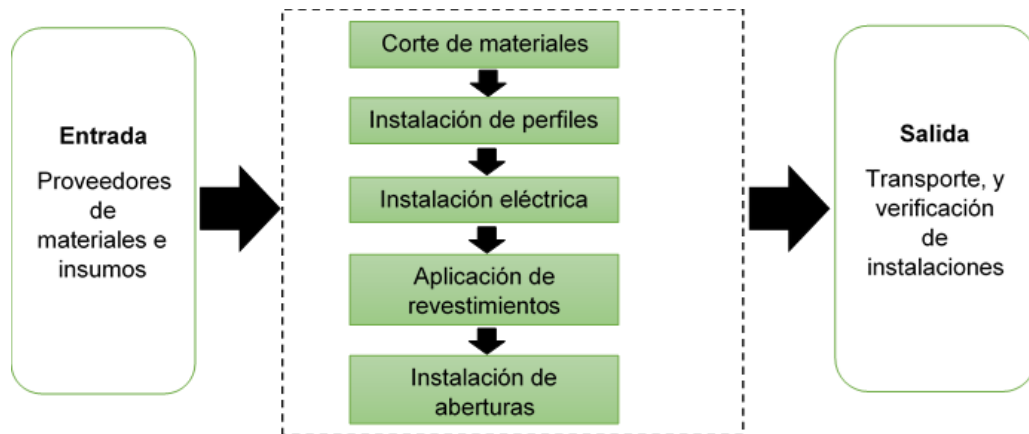 Entrada
Proveedores
de
materiales e
insumos
Corte de materiales
Instalación de perfiles
Instalación eléctrica
Aplicación de
revestimientos
Instalación de
aberturas
Salida
Transporte, y
verificación
de
instalaciones